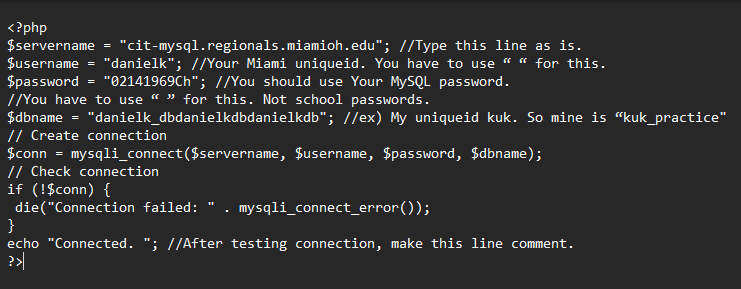 <?php
$servername = "cit-mysql.regionals.miamioh.edu"; //Type this line as is.
$username = "danielk"; //Your Miami uniqueid. You have to use “ “ for this.
$password = "02141969Ch"; //You should use Your MySQL password.
//You have to use “ ” for this. Not school passwords.
$dbname = "danielk_dbdanielkdbdanielkdb"; //ex) My uniqueid kuk. So mine is “kuk_practice"
// Create connection
$conn = mysqli_connect($servername, $username, $password, $dbname);
// Check connection
if (!$conn) {
 die("Connection failed: " . mysqli_connect_error());
}
echo "Connected. "; //After testing connection, make this line comment.
?>